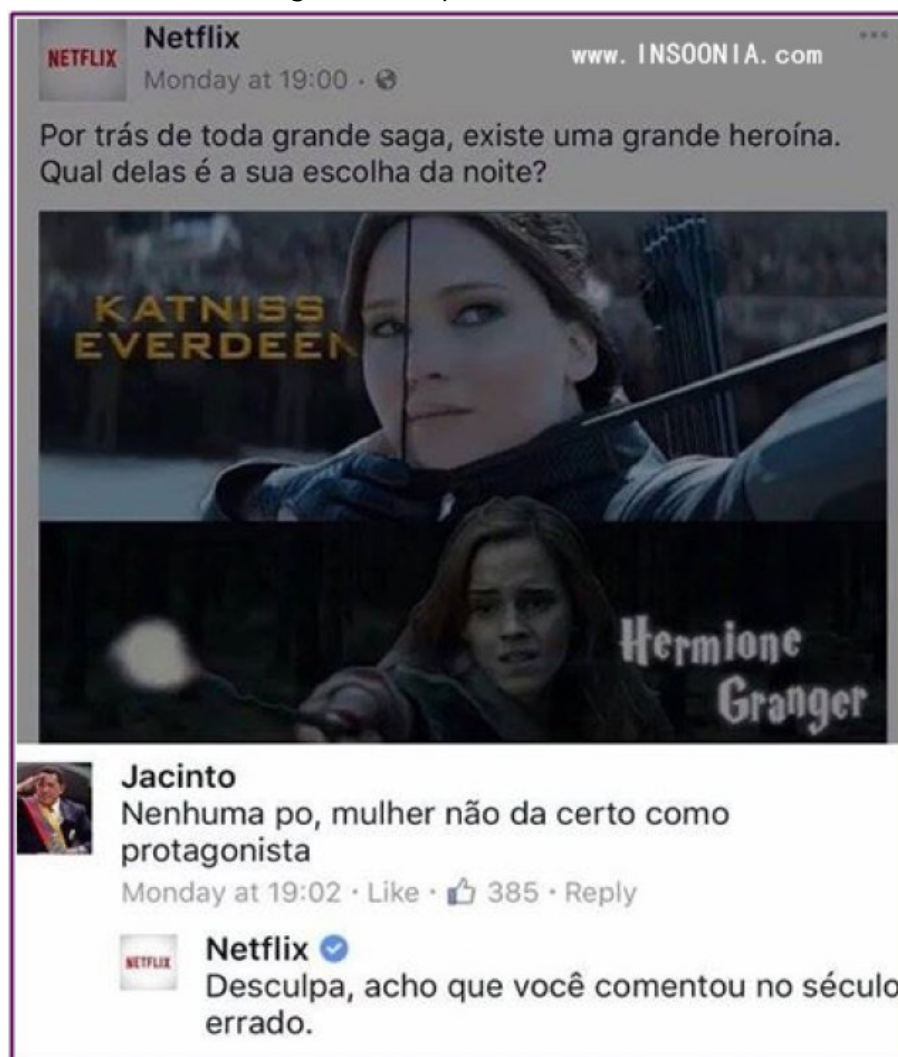 NETFLIX
Netflix
www. INSOONIA. com
Monday at 19:00 ·
Por trás de toda grande saga, existe uma grande heroína.
Qual delas é a sua escolha da noite?
KATNISS
EVERDEEN
Hermione
Granger
Jacinto
Nenhuma po, mulher não da certo como
protagonista
Monday at 19:02 · Like · 385 · Reply
NETFLIX
Netflix
Desculpa, acho que você comentou no século
errado.